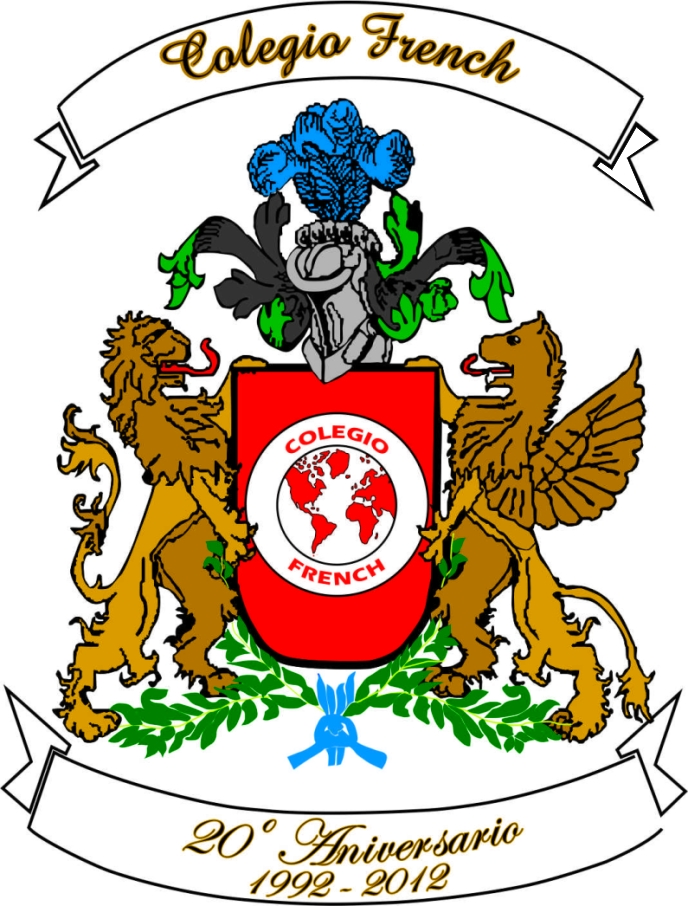 Colegio French
COLEGIO
FRENCH
20° Aniversario
1992 - 2012